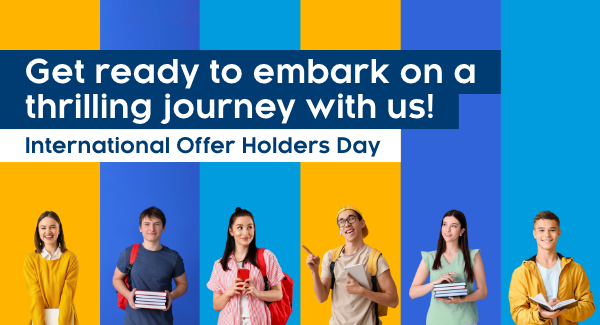 Get ready to embark on a
thrilling journey with us!
International Offer Holders Day